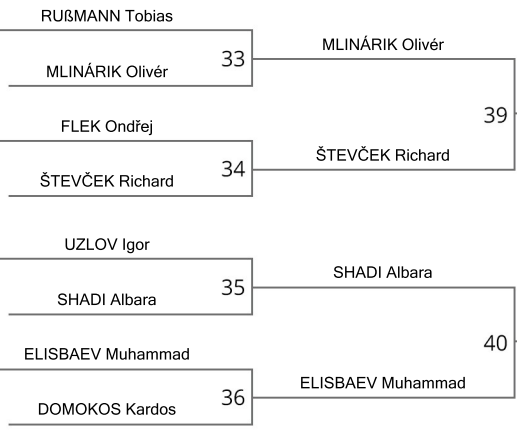 RUßMANN Tobias
33
MLINÁRIK Olivér
MLINÁRIK Olivér
39
FLEK Ondřej
34
ŠTEVČEK Richard
ŠTEVČEK Richard
UZLOV Igor
35
SHADI Albara
SHADI Albara
40
ELISBAEV Muhammad
36
DOMOKOS Kardos
ELISBAEV Muhammad